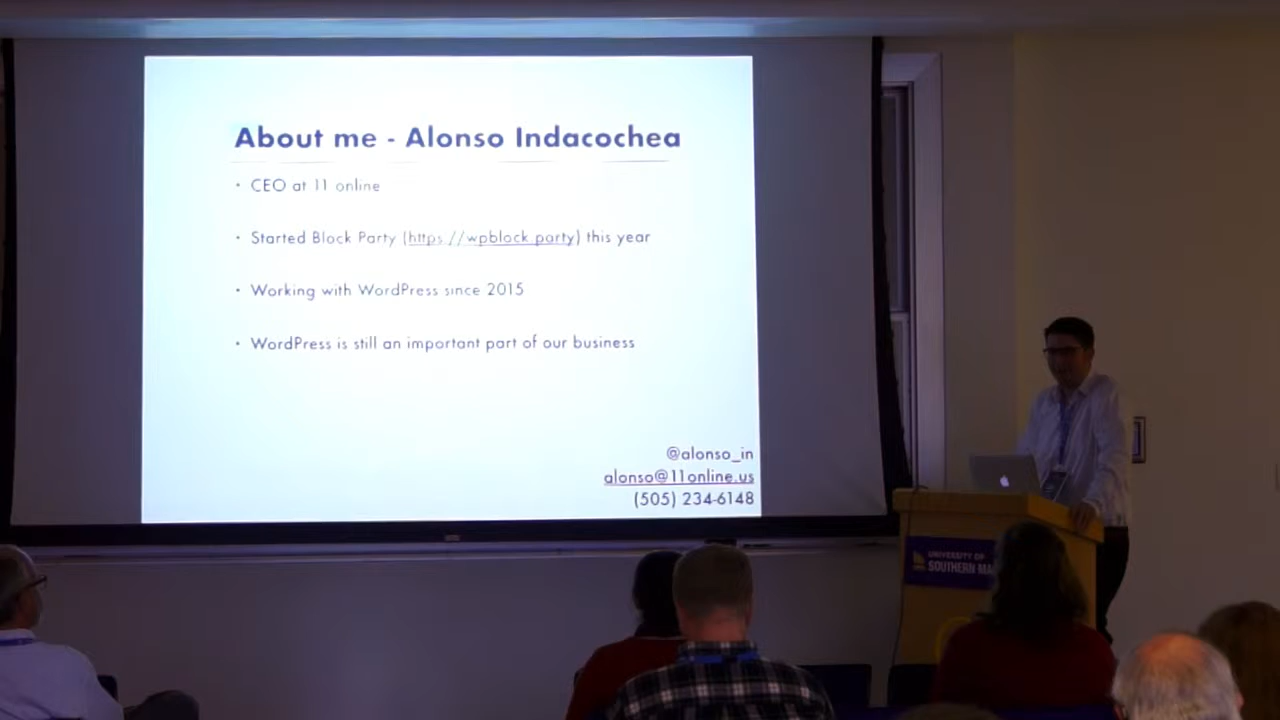 About me - Alonso Indacochea
• CEO at 11 online
• Started Block Party (https://wpblock.party) this year
• Working with WordPress since 2015
• WordPress is still an important part of our business
@alonso_in
alonso@11online.us
(505) 234-6148
UNIVERSITY OF
SOUTHERN MA